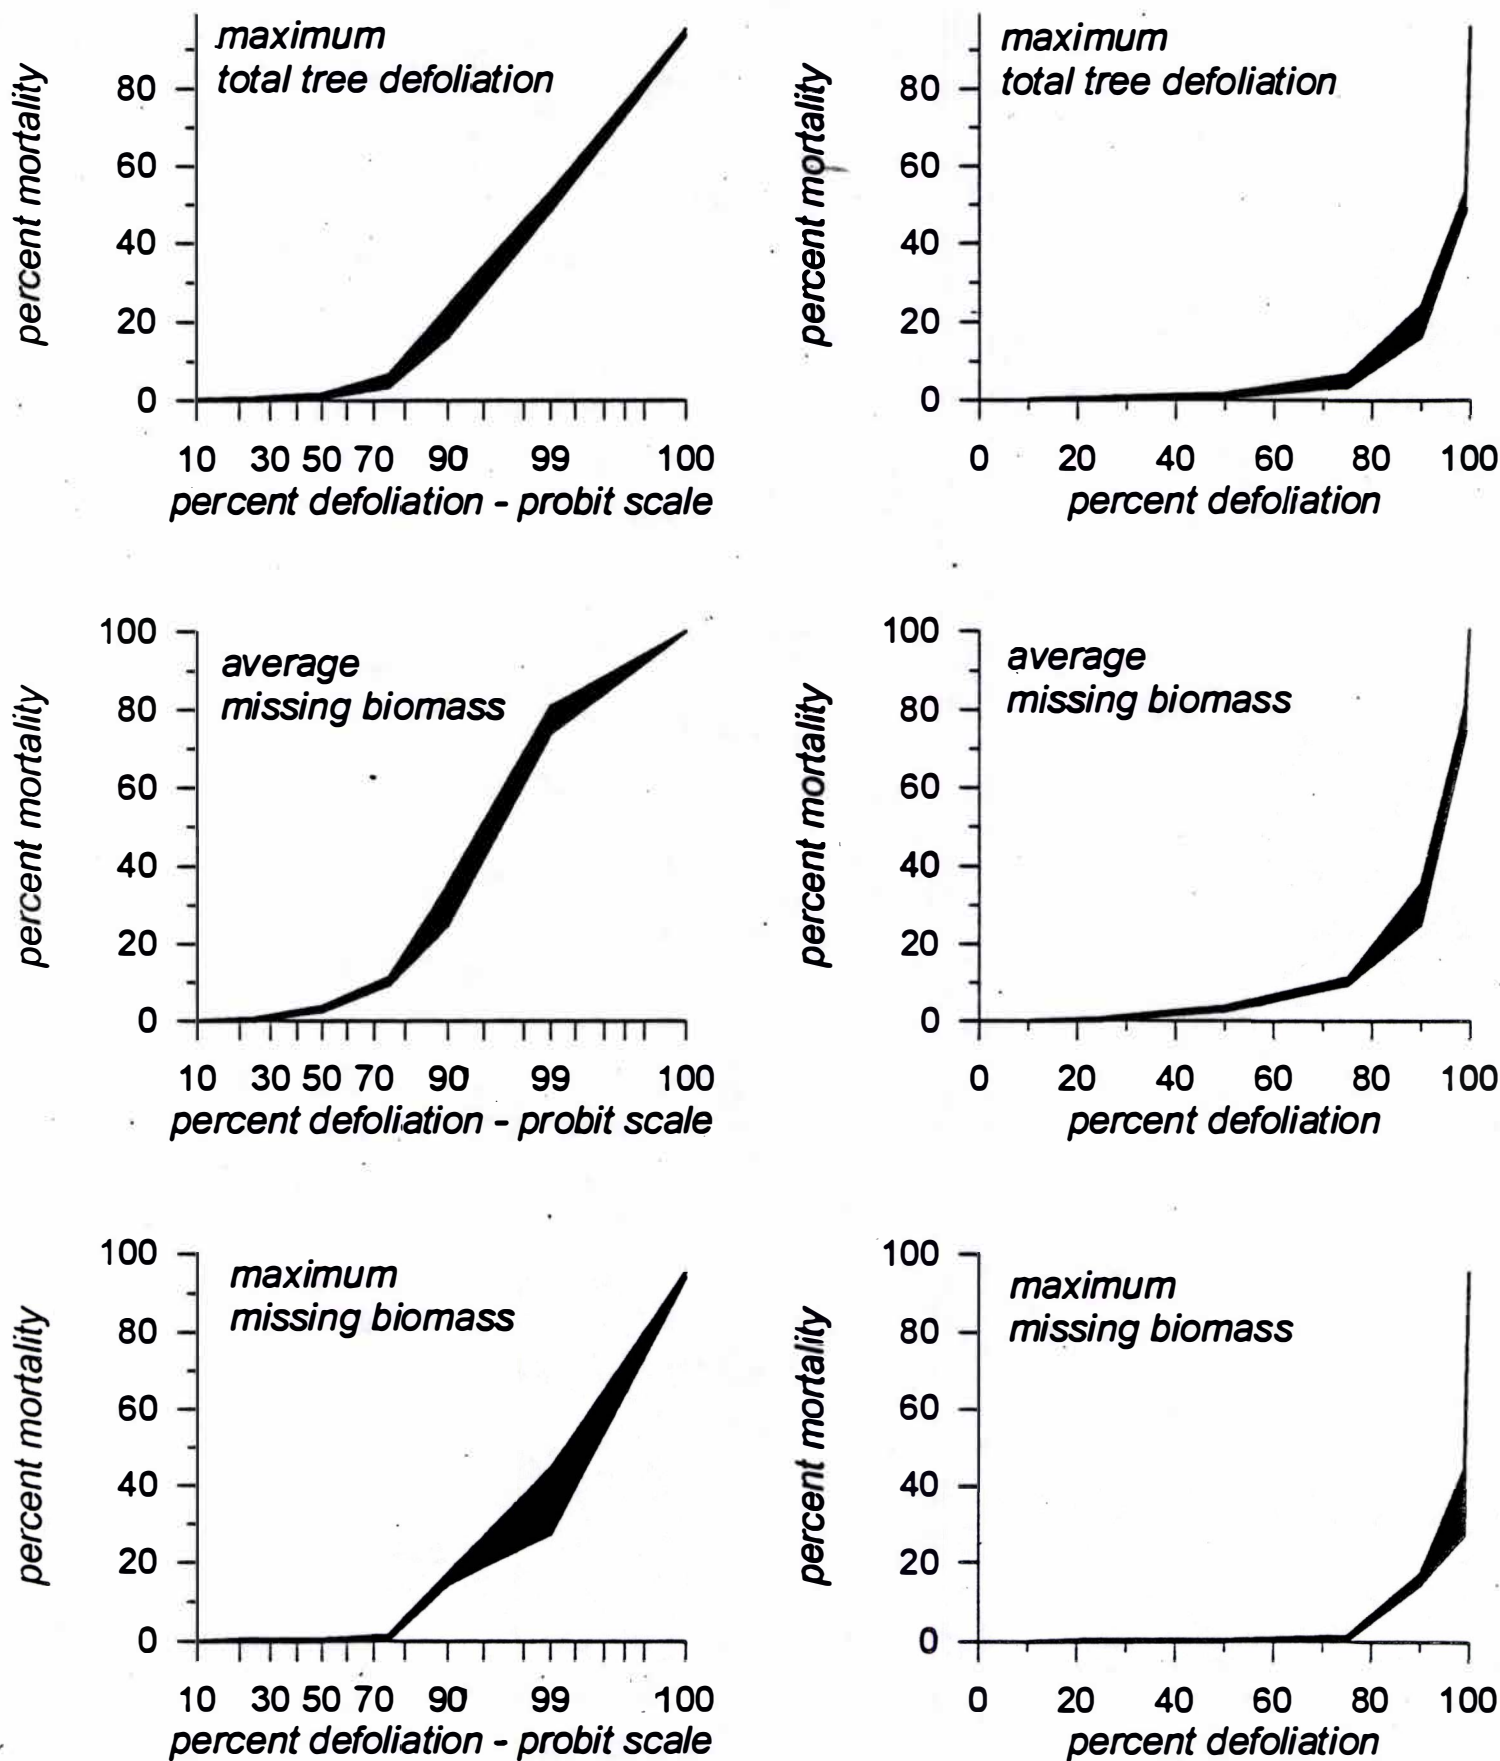 maximum
total tree defoliation
percent mortality
80
60
40
20
0
10 30 50 70 90 99 100
percent defoliation - probit scale
maximum
total tree defoliation
percent mortality
80
60
40
20
0
0 20 40 60 80 100
percent defoliation
average
missing biomass
percent mortality
100
80
60
40
20
0
10 30 50 70 90 99 100
percent defoliation - probit scale
average
missing biomass
percent mortality
100
80
60
40
20
0
0 20 40 60 80 100
percent defoliation
maximum
missing biomass
percent mortality
100
80
60
40
20
0
10 30 50 70 90 99 100
percent defoliation - probit scale
maximum
missing biomass
percent mortality
100
80
60
40
20
0
0 20 40 60 80 100
percent defoliation